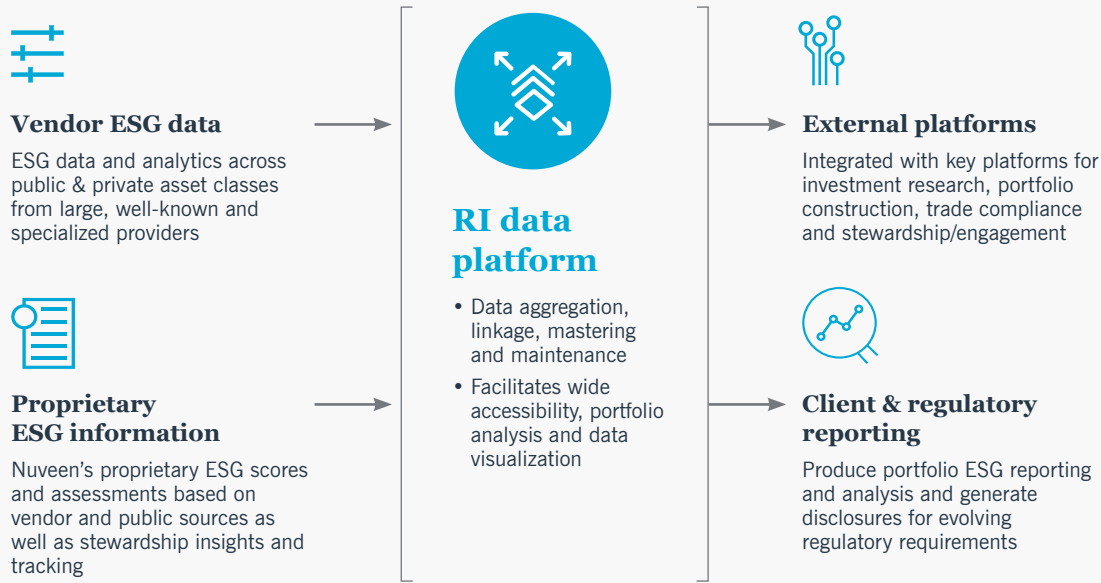 Vendor ESG data
ESG data and analytics across
public & private asset classes
from large, well-known and
specialized providers
Proprietary
ESG information
Nuveen's proprietary ESG scores
and assessments based on
vendor and public sources as
well as stewardship insights and
tracking
RI data
platform
• Data aggregation,
linkage, mastering
and maintenance
• Facilitates wide
accessibility, portfolio
analysis and data
visualization
External platforms
Integrated with key platforms for
investment research, portfolio
construction, trade compliance
and stewardship/engagement
Client & regulatory
reporting
Produce portfolio ESG reporting
and analysis and generate
disclosures for evolving
regulatory requirements